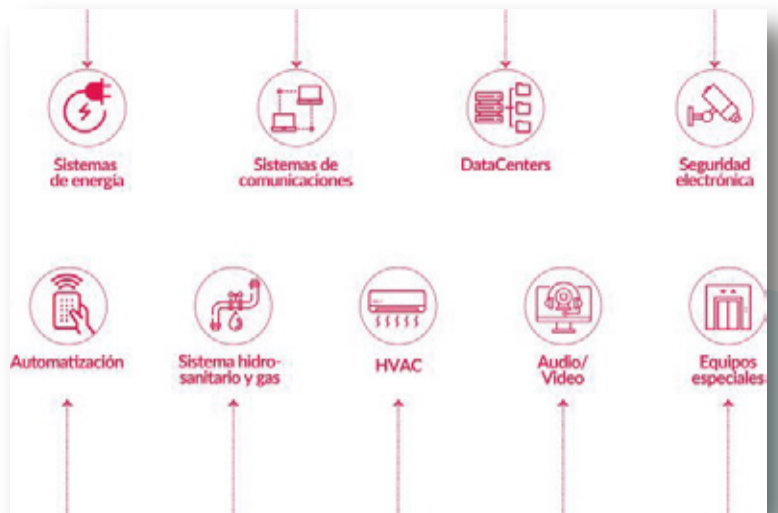 Sistemas
de energía
Sistemas de
comunicaciones
DataCenters
Seguridad
electrónica
Automatización
Sistema hidro-
sanitario y gas
HVAC
Audio/
Video
Equipos
especiales